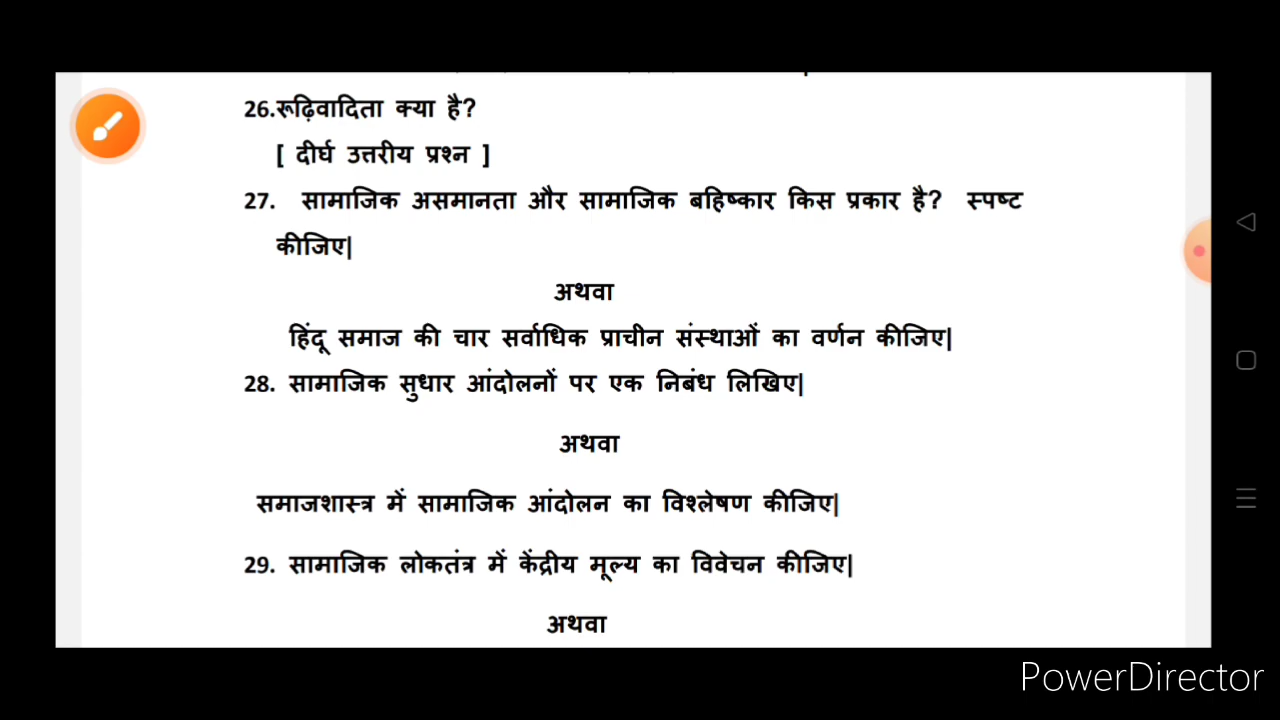 26.रूढ़िवादिता क्या है?
[ दीर्घ उत्तरीय प्रश्न ]
27. सामाजिक असमानता और सामाजिक बहिष्कार किस प्रकार है? स्पष्ट
कीजिए|
अथवा
हिंदू समाज की चार सर्वाधिक प्राचीन संस्थाओं का वर्णन कीजिए|
28. सामाजिक सुधार आंदोलनों पर एक निबंध लिखिए|
अथवा
समाजशास्त्र में सामाजिक आंदोलन का विश्लेषण कीजिए|
29. सामाजिक लोकतंत्र में केंद्रीय मूल्य का विवेचन कीजिए|
अथवा
PowerDirector